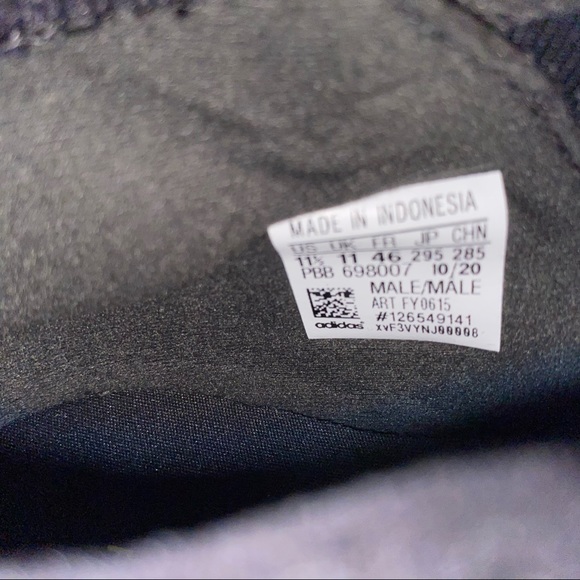 MADE IN INDONESIA
US UK FR JP CHN
11½ 11 46 295 285
PBB 698007 10/20
MALE/MALE
ART FY0615
#126549141
adidas xvF3VYNJ00008